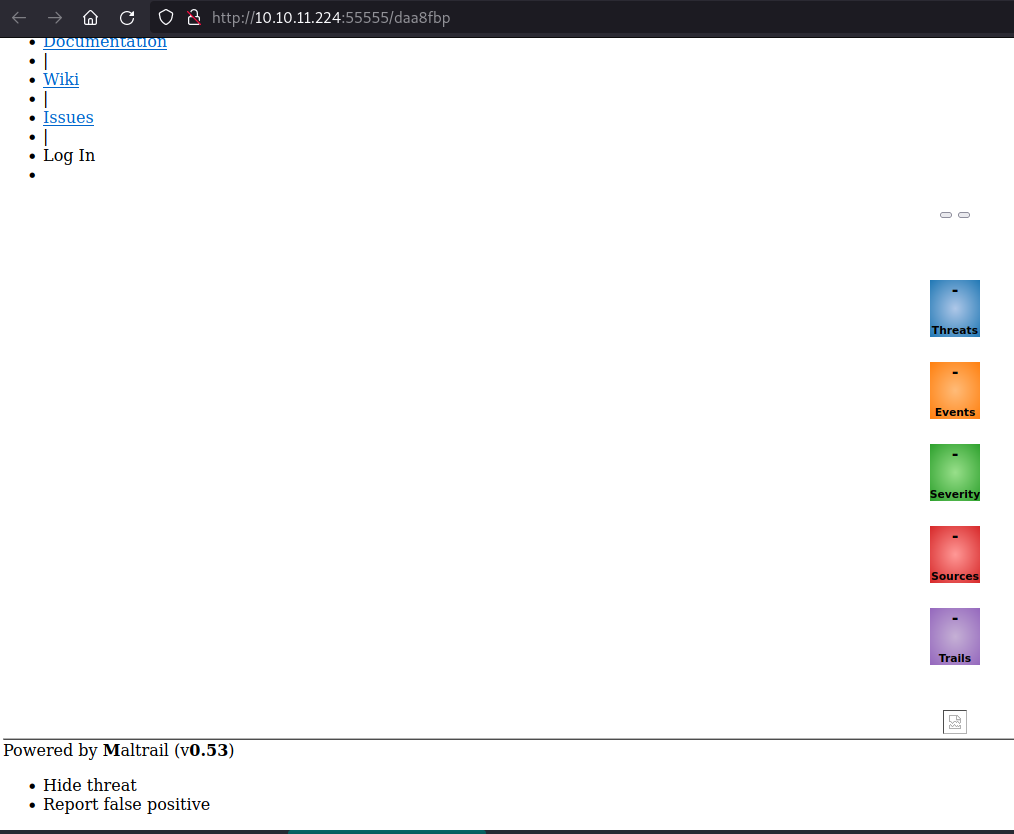 http://10.10.11.224:55555/daa8fbp
Documentation
|
Wiki
|
Issues
|
Log In
-
Threats
-
Events
-
Severity
-
Sources
-
Trails
Powered by Maltrail (v0.53)
Hide threat
Report false positive